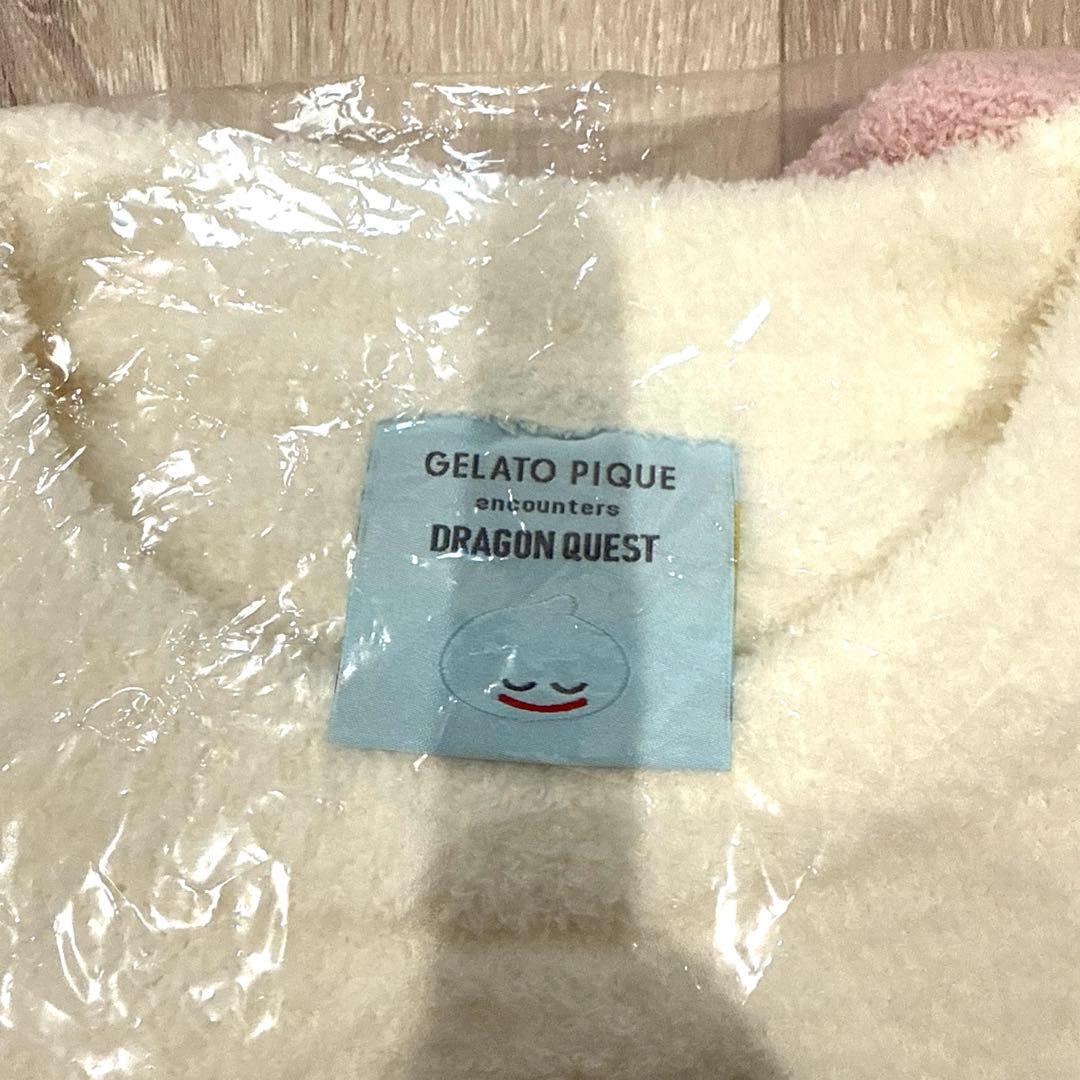 GELATO PIQUE
encounters
DRAGON QUEST